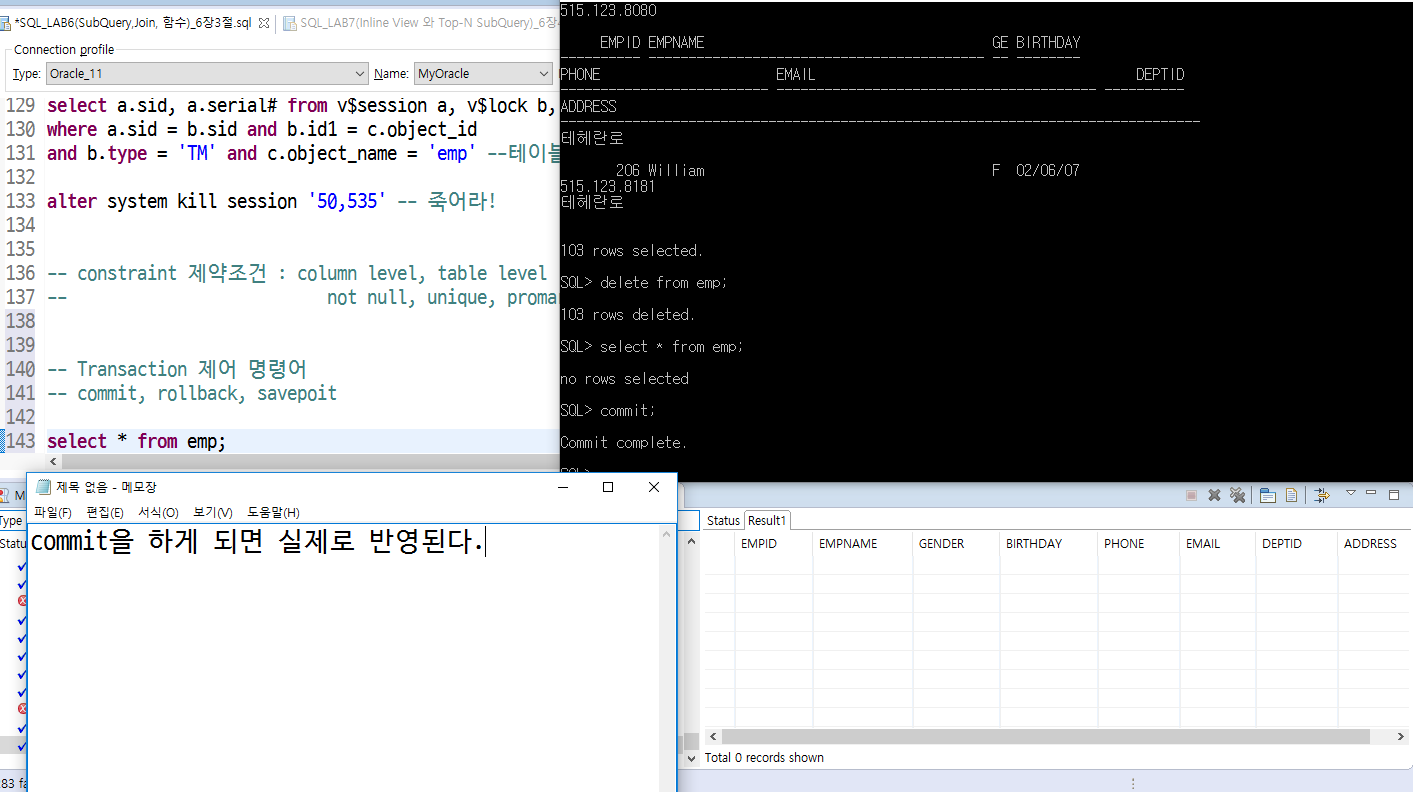 *SQL_LAB6(SubQuery,Join, 함수)_6장3절.sql
SQL_LAB7(Inline View 와 Top-N SubQuery)_6장
Connection profile
Type: Oracle_11 Name: MyOracle
129 select a.sid, a.serial# from v$session a, v$lock b,
130 where a.sid = b.sid and b.id1 = c.object_id
131 and b.type = 'TM' and c.object_name = 'emp' --테이블
132
133 alter system kill session '50,535' -- 죽어라!
134
135
136 -- constraint 제약조건 : column level, table level
137 -- not null, unique, proma
138
139
140 -- Transaction 제어 명령어
141 -- commit, rollback, savepoit
142
143 select * from emp;
515.123.8080
EMPID EMPNAME GE BIRTHDAY
---------- ---------------------------------------- -- --------
PHONE EMAIL DEPTID
ADDRESS
테헤란로
206 William F 02/06/07
515.123.8181
테헤란로
103 rows selected.
SQL> delete from emp;
103 rows deleted.
SQL> select * from emp;
no rows selected
SQL> commit;
Commit complete.
SQL>
제목 없음 - 메모장
파일(F) 편집(E) 서식(O) 보기(V) 도움말(H)
commit을 하게 되면 실제로 반영된다.
M
Type
Statu
83 fa
Status Result1
EMPID EMPNAME GENDER BIRTHDAY PHONE EMAIL DEPTID ADDRESS
Total 0 records shown